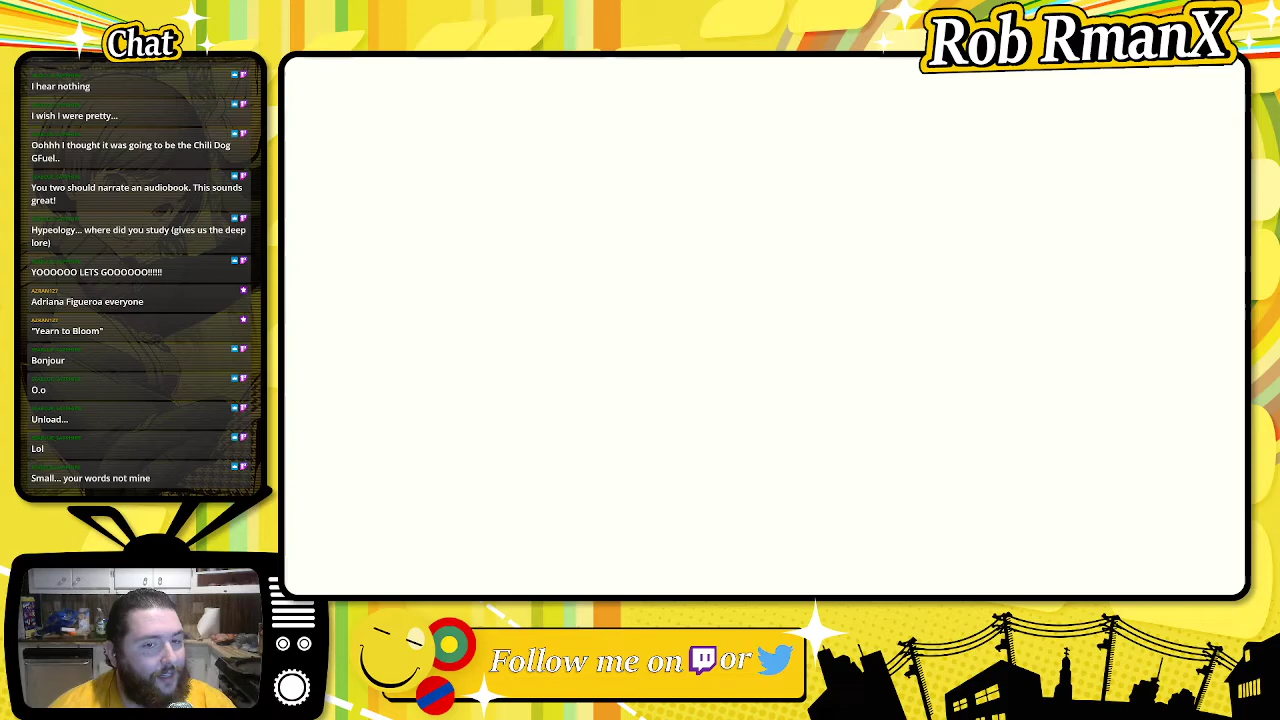 Chat
Rob RmanX
I hear nothing
I wish I were pretty...
Oohhh I thought it was going to be the Chili Dog
GFuel..
You two should narrate an audiobook. This sounds
great!
Hypeology... where did you study (gives us the deep
lore)
LETS
AZRAN127
Adriana Figueroa everyone
AZRAN127
"Yearn to Bloom"
Bonjour
O.o
Unload...
Lol
Small... your words not mine
Follow me on or